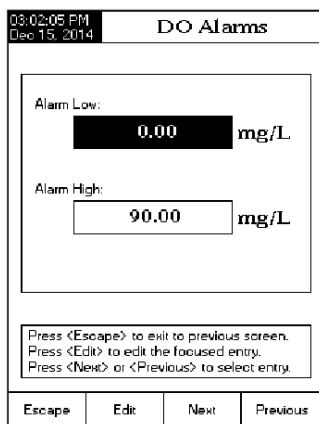 03:02:05 PM
Dec 15, 2014
DO Alarms
Alarm Low:
0.00 mg/L
Alarm High:
90.00 mg/L
Press <Escape> to exit to previous screen.
Press <Edit> to edit the focused entry.
Press <Next> or <Previous> to select entry.
Escape Edit Next Previous